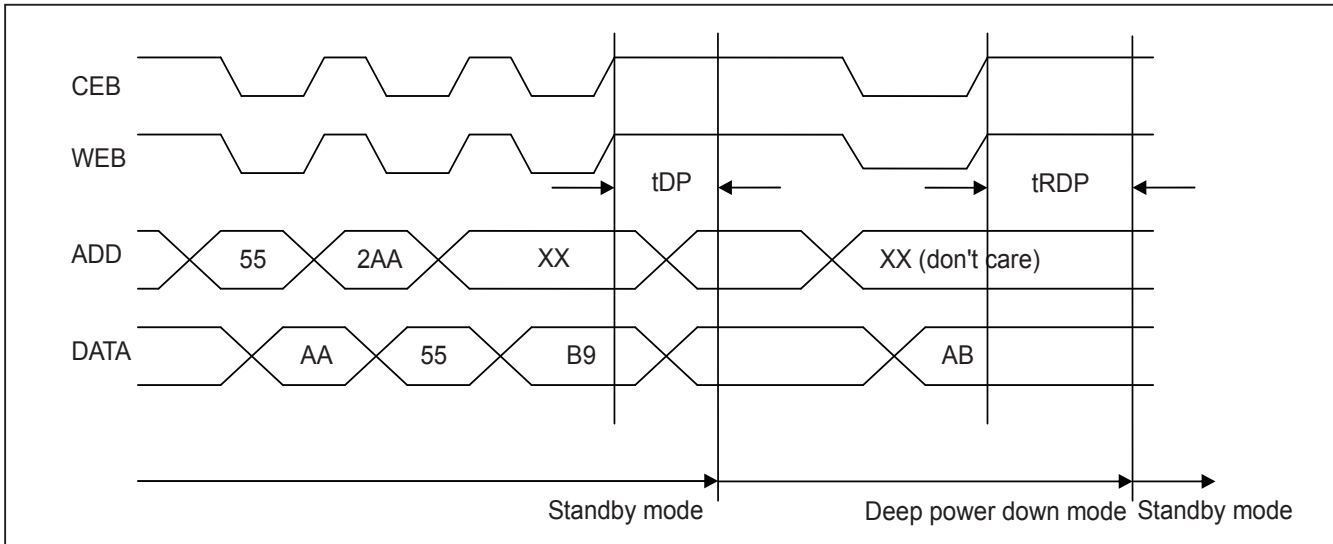 CEB
WEB
tDP
tRDP
ADD
55
2AA
XX
XX (don't care)
DATA
AA
55
B9
AB
Standby mode
Deep power down mode
Standby mode